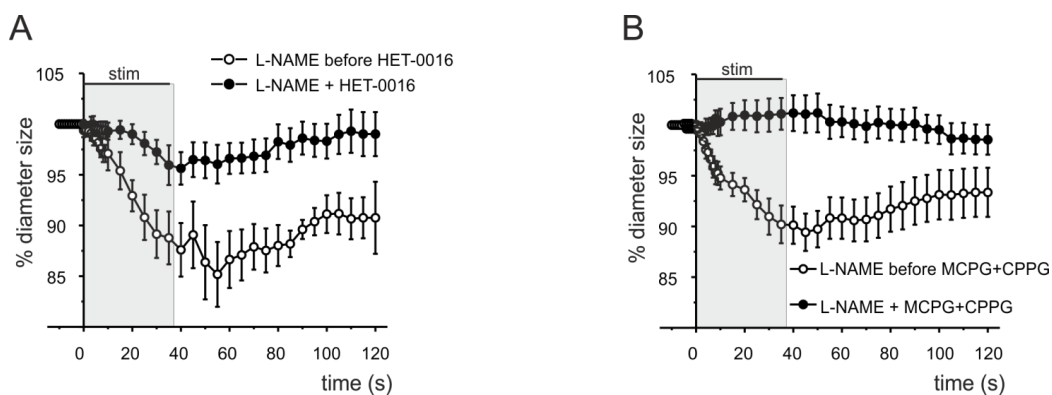 A
L-NAME before HET-0016
L-NAME + HET-0016
stim
105
95
90
85
% diameter size
0 20 40 60 80 100 120
time (s)
B
stim
105
95
90
85
% diameter size
L-NAME before MCPG+CPPG
L-NAME + MCPG+CPPG
0 20 40 60 80 100 120
time (s)